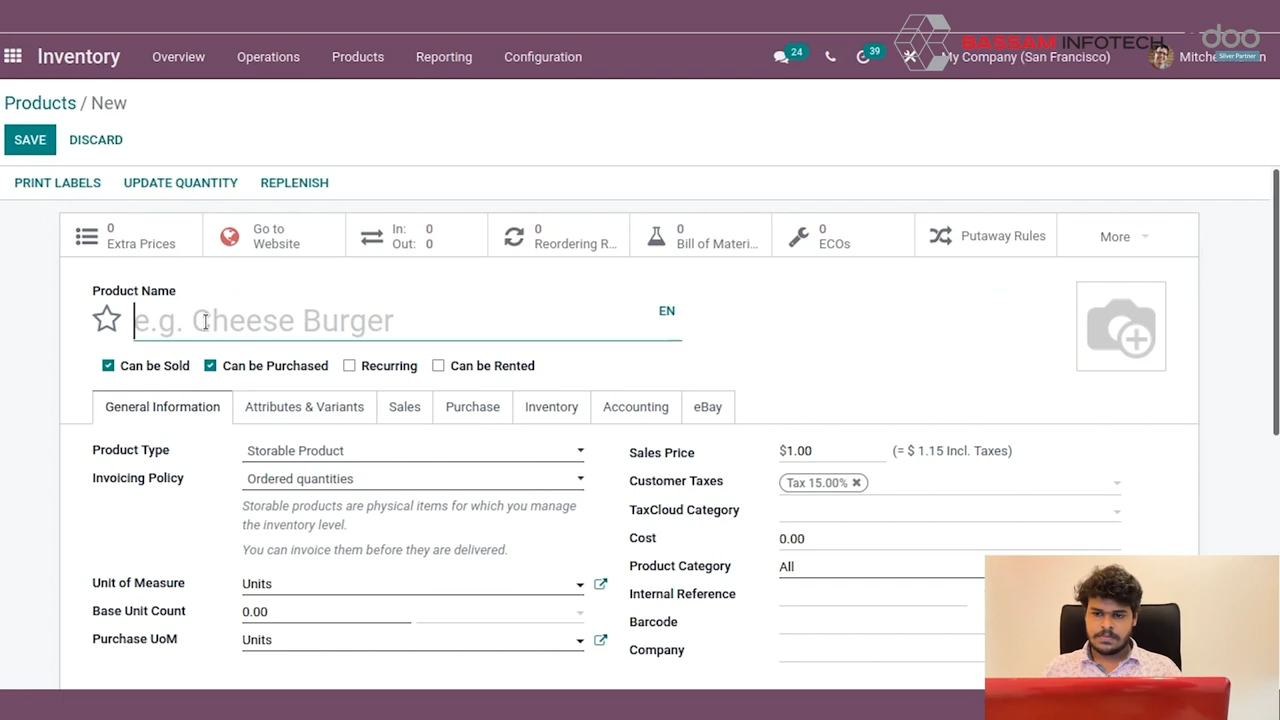 BASSAM INFOTECH
doo
Silver Partner
Inventory Overview Operations Products Reporting Configuration 24 39 My Company (San Francisco)
Products / New
SAVE DISCARD
PRINT LABELS UPDATE QUANTITY REPLENISH
0 Extra Prices
Go to Website
In: 0
Out: 0
0 Reordering R...
0 Bill of Materi...
0 ECOs
Putaway Rules
More
Product Name
e.g. Cheese Burger EN
Can be Sold Can be Purchased Recurring Can be Rented
General Information Attributes & Variants Sales Purchase Inventory Accounting eBay
Product Type Storable Product
Invoicing Policy Ordered quantities
Storable products are physical items for which you manage
the inventory level.
You can invoice them before they are delivered.
Unit of Measure Units
Base Unit Count 0.00
Purchase UoM Units
Sales Price $1.00 (= $ 1.15 Incl. Taxes)
Customer Taxes Tax 15.00% ✖
TaxCloud Category
Cost 0.00
Product Category All
Internal Reference
Barcode
Company